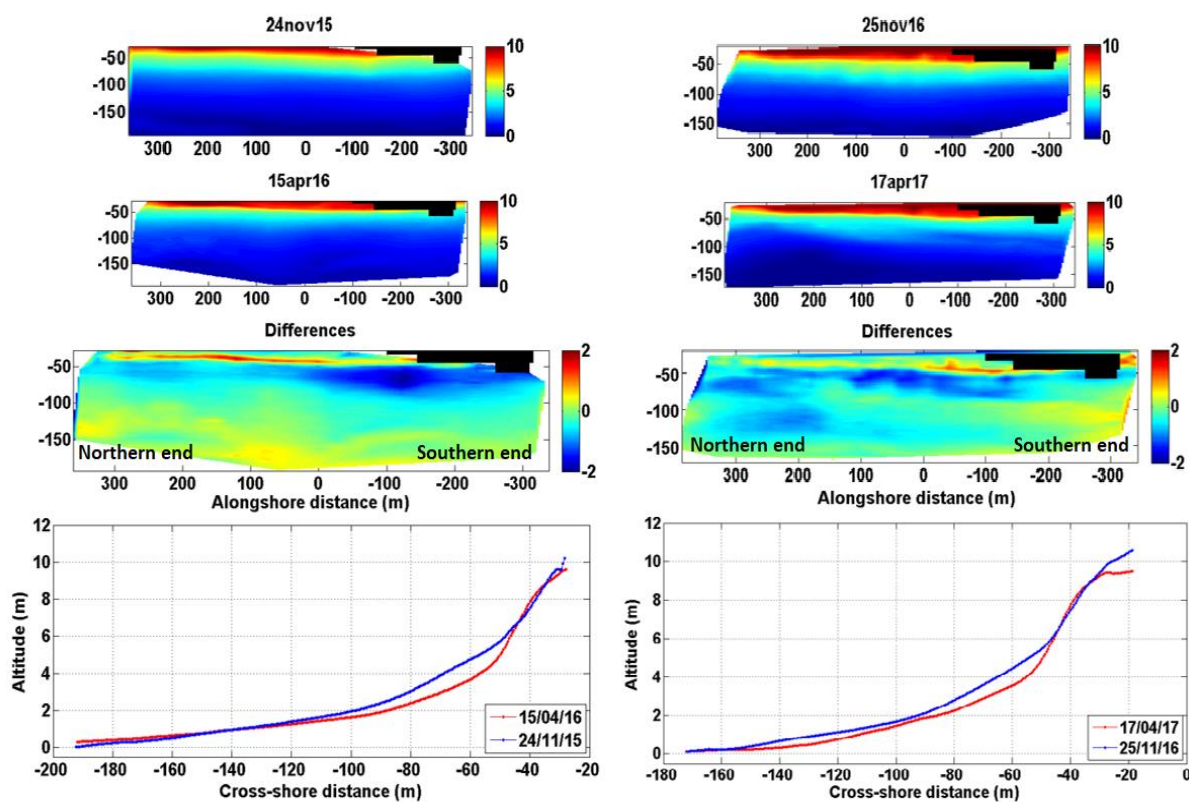 24nov15
-50
-100
-150
300 200 100 0 -100 -200 -300
10
5
0
15apr16
-50
-100
-150
300 200 100 0 -100 -200 -300
10
5
0
Differences
-50
-100
-150
Northern end Southern end
300 200 100 0 -100 -200 -300
Alongshore distance (m)
2
0
-2
12
10
8
6
4
2
0
Altitude (m)
15/04/16
24/11/15
-200 -180 -160 -140 -120 -100 -80 -60 -40 -20
Cross-shore distance (m)
25nov16
-50
-100
-150
300 200 100 0 -100 -200 -300
10
5
0
17apr17
-50
-100
-150
300 200 100 0 -100 -200 -300
10
5
0
Differences
-50
-100
-150
Northern end Southern end
300 200 100 0 -100 -200 -300
Alongshore distance (m)
2
0
-2
12
10
8
6
4
2
0
Altitude (m)
17/04/17
25/11/16
-180 -160 -140 -120 -100 -80 -60 -40 -20 0
Cross-shore distance (m)